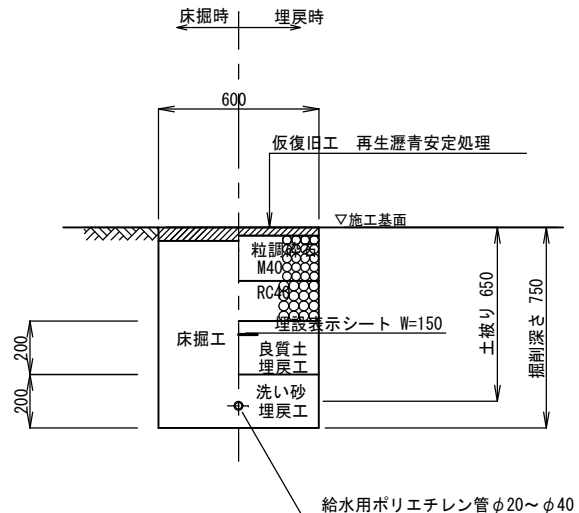 床掘時
埋戻時
600
仮復旧工　再生瀝青安定処理
▽施工基面
粒調砕石
M40
RC40
埋設表示シート W=150
床掘工
良質土
埋戻工
洗い砂
埋戻工
200
200
土被り 650
掘削深さ 750
給水用ポリエチレン管φ20～φ40